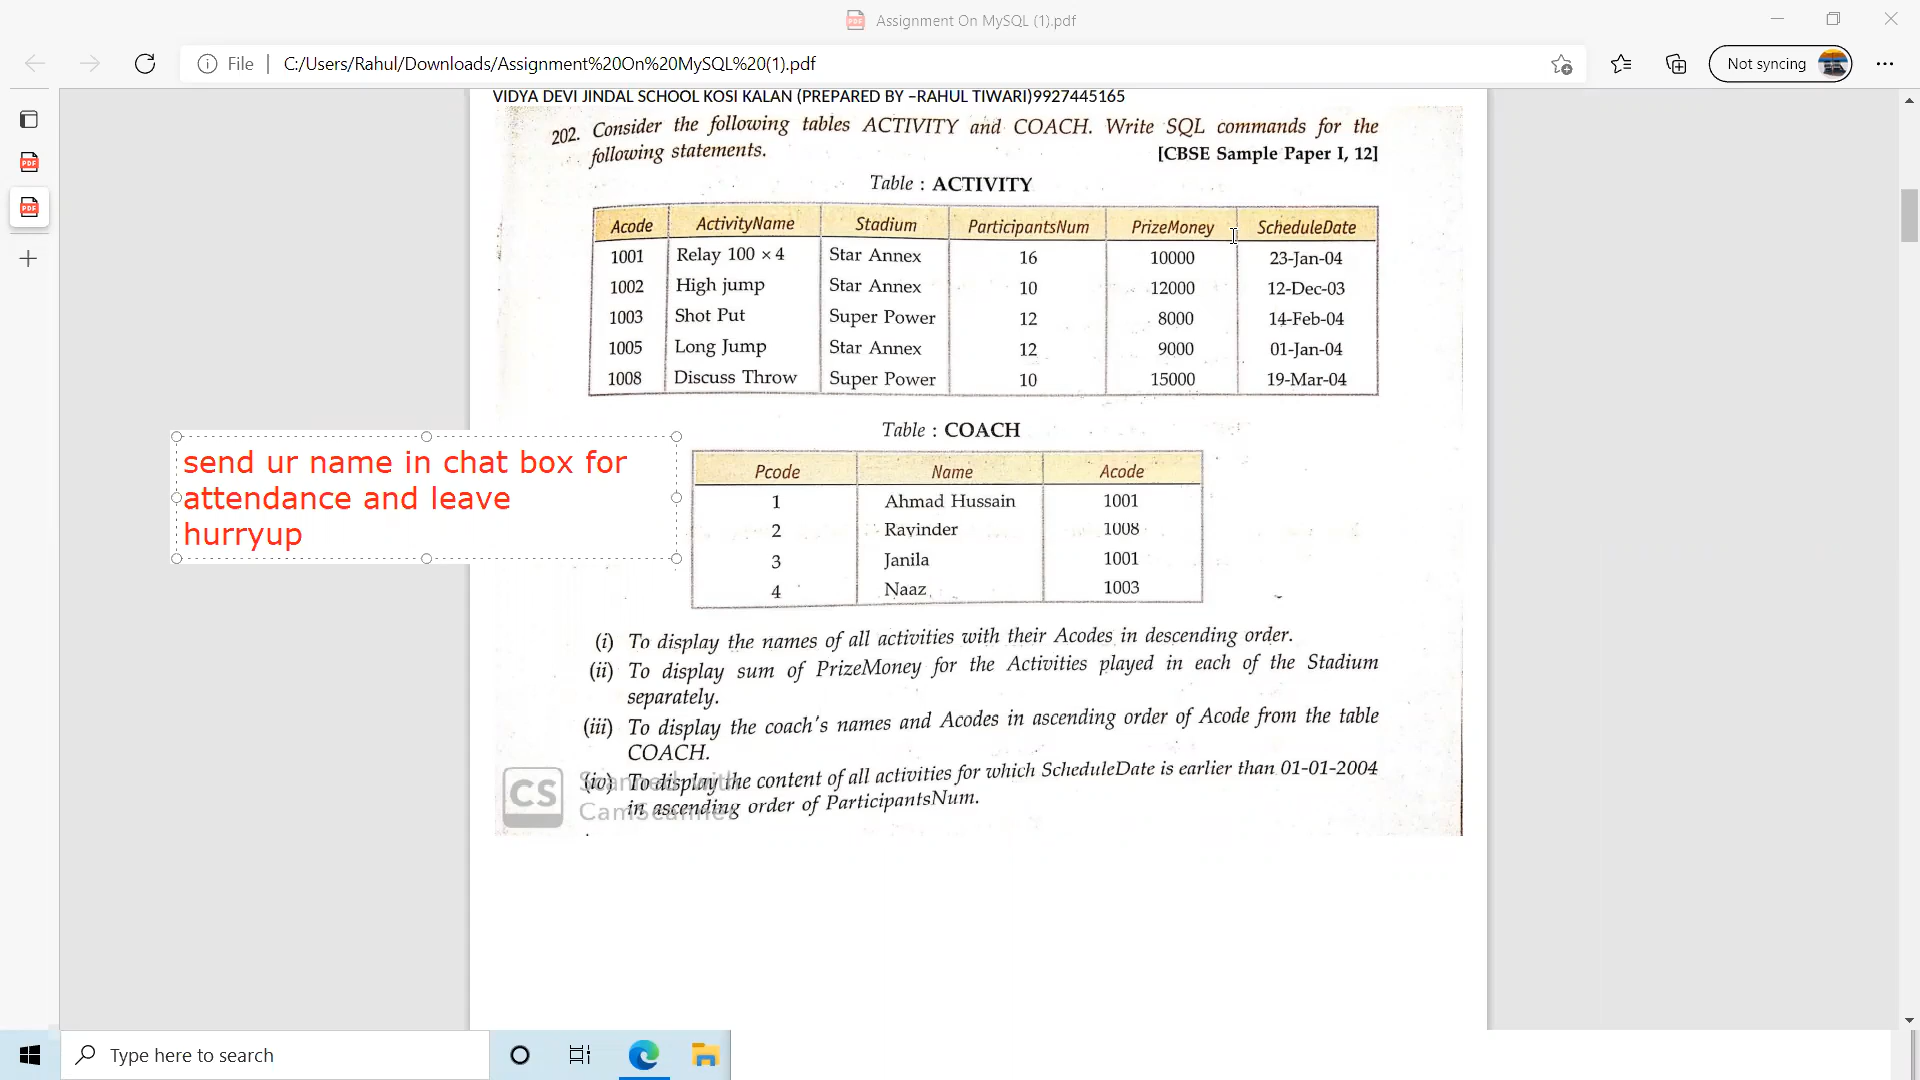 Assignment On MySQL (1).pdf
File
C:/Users/Rahul/Downloads/Assignment%20On%20MySQL%20(1).pdf
Not syncing
VIDYA DEVI JINDAL SCHOOL KOSI KALAN (PREPARED BY –RAHUL TIWARI)9927445165
202. Consider the following tables ACTIVITY and COACH. Write SQL commands for the
following statements. [CBSE Sample Paper I, 12]
Table : ACTIVITY
Acode ActivityName Stadium ParticipantsNum PrizeMoney ScheduleDate
1001 Relay 100 × 4 Star Annex 16 10000 23-Jan-04
1002 High jump Star Annex 10 12000 12-Dec-03
1003 Shot Put Super Power 12 8000 14-Feb-04
1005 Long Jump Star Annex 12 9000 01-Jan-04
1008 Discuss Throw Super Power 10 15000 19-Mar-04
Table : COACH
Pcode Name Acode
1 Ahmad Hussain 1001
2 Ravinder 1008
3 Janila 1001
4 Naaz 1003
send ur name in chat box for
attendance and leave
hurryup
(i) To display the names of all activities with their Acodes in descending order.
(ii) To display sum of PrizeMoney for the Activities played in each of the Stadium
separately.
(iii) To display the coach's names and Acodes in ascending order of Acode from the table
COACH.
(iv) To display the content of all activities for which ScheduleDate is earlier than 01-01-2004
in ascending order of ParticipantsNum.
CS
Scanned with
CamScanner
Type here to search